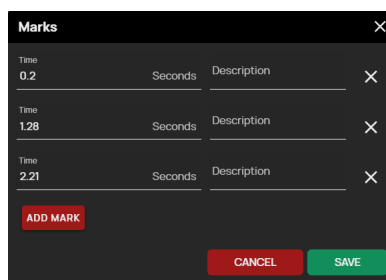 Marks
Time
0.2 Seconds Description
Time
1.28 Seconds Description
Time
2.21 Seconds Description
ADD MARK
CANCEL SAVE